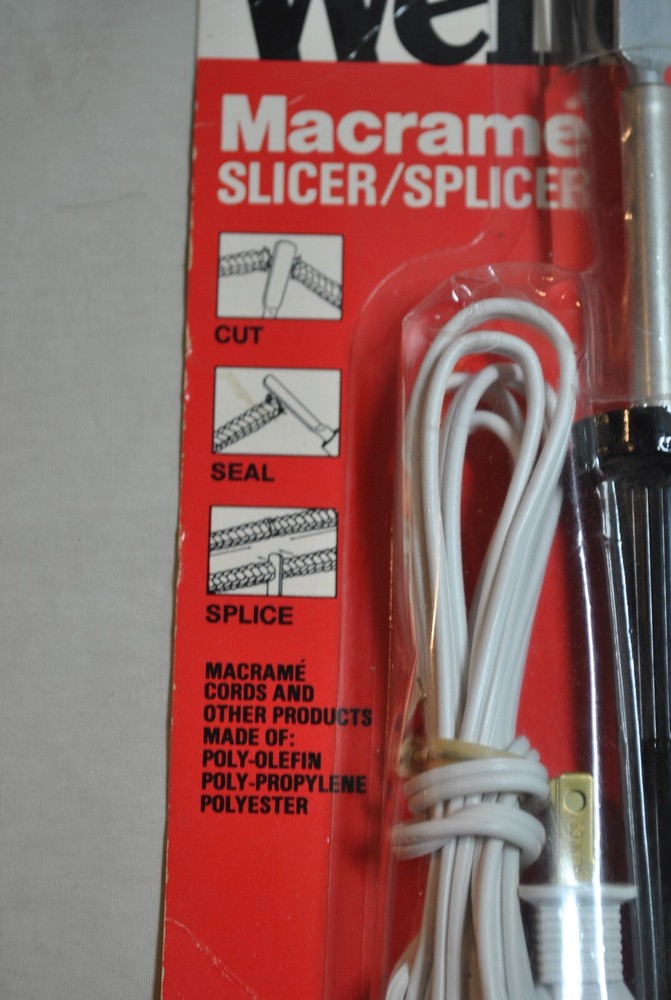 Macramé
SLICER/SPLICER
CUT
SEAL
SPLICE
MACRAMÉ
CORDS AND
OTHER PRODUCTS
MADE OF:
POLY-OLEFIN
POLY-PROPYLENE
POLYESTER